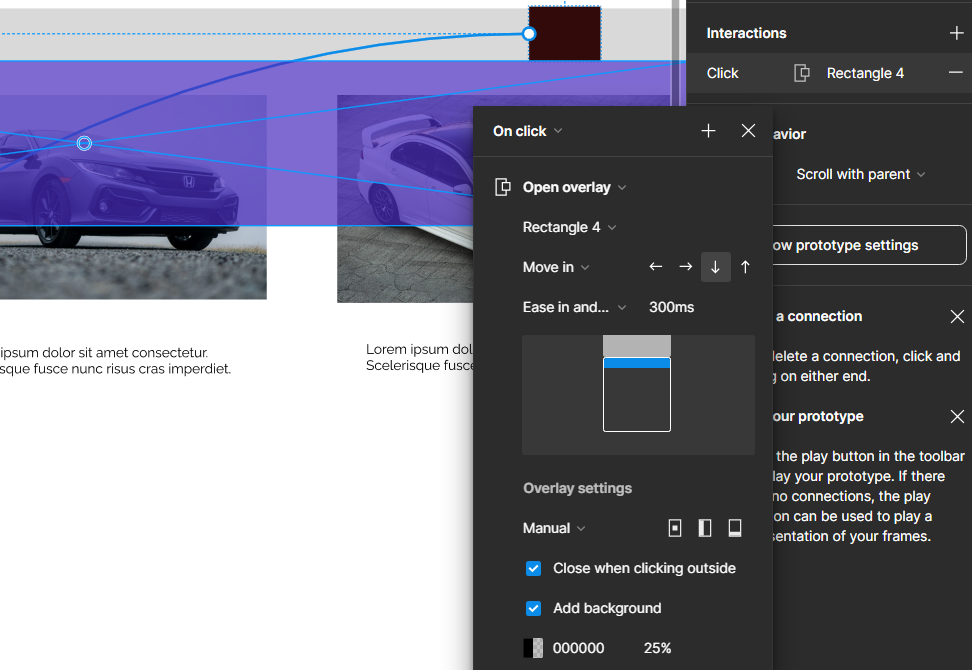 Interactions
Click
Rectangle 4
On click
avior
Open overlay
Scroll with parent
Rectangle 4
ow prototype settings
Move in
Ease in and...
300ms
a connection
ipsum dolor sit amet consectetur.
sque fusce nunc risus cras imperdiet.
Lorem ipsum dol
Scelerisque fusce
elete a connection, click and
g on either end.
our prototype
the play button in the toolbar
lay your prototype. If there
no connections, the play
on can be used to play a
sentation of your frames.
Overlay settings
Manual
Close when clicking outside
Add background
000000
25%